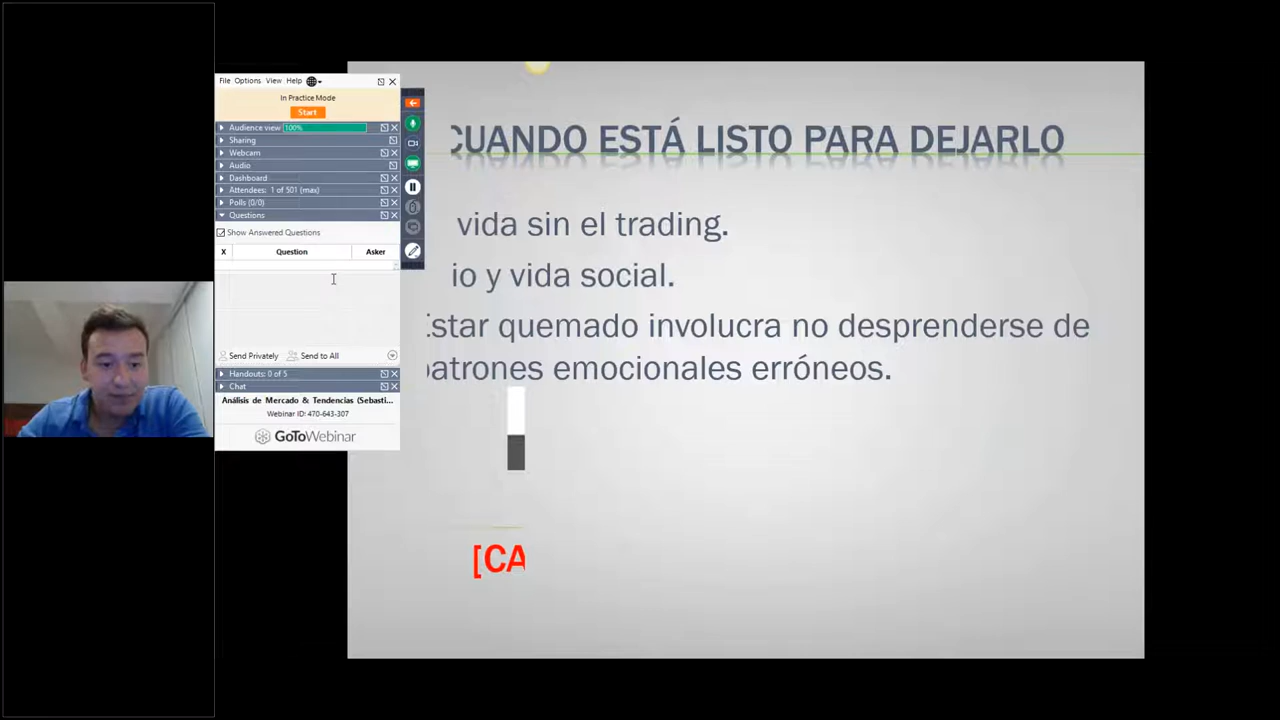 File Options View Help
In Practice Mode
Start
Audience view 100%
Sharing
Webcam
Audio
Dashboard
Attendees: 1 of 501 (max)
Polls (0/0)
Questions
Show Answered Questions
X Question Asker
Send Privately Send to All
Handouts: 0 of 5
Chat
Análisis de Mercado & Tendencias (Sebasti...
Webinar ID: 470-643-307
GoToWebinar
CUANDO ESTÁ LISTO PARA DEJARLO
vida sin el trading.
io y vida social.
Estar quemado involucra no desprenderse de
patrones emocionales erróneos.
[CA